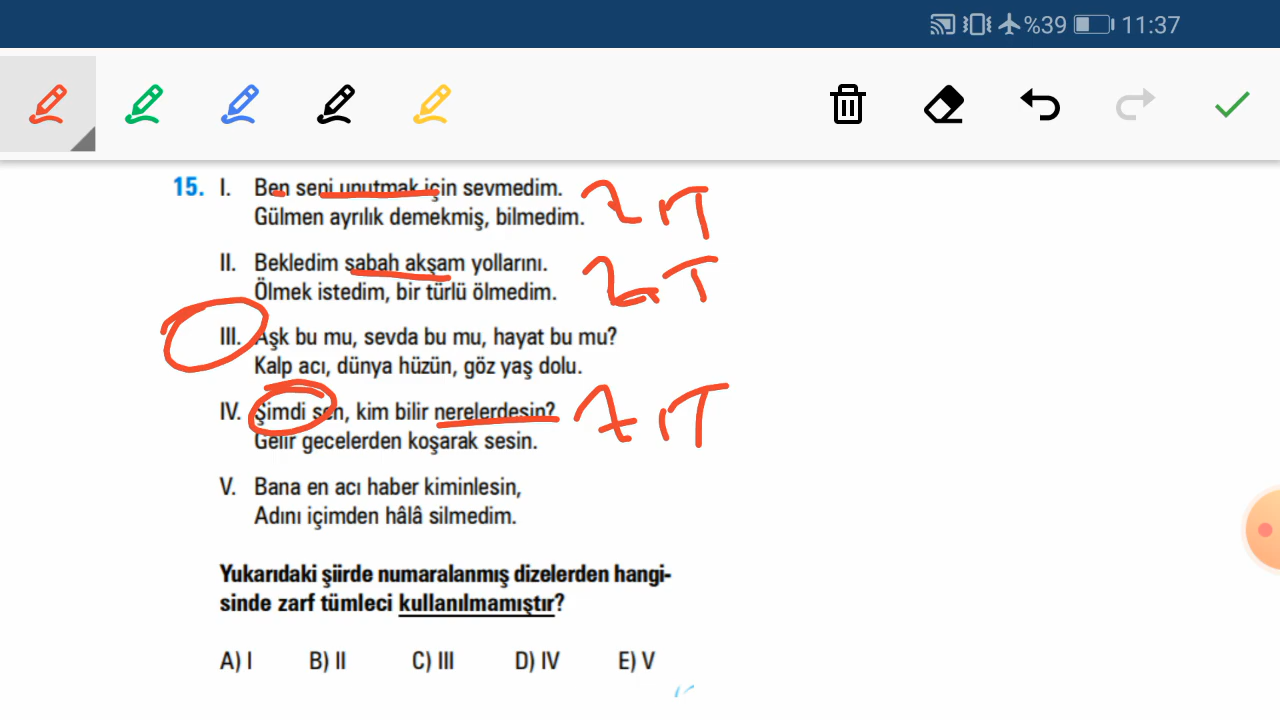 %39 11:37
15. I. Ben seni unutmak için sevmedim. ZT
Gülmen ayrılık demekmiş, bilmedim.
II. Bekledim sabah akşam yollarını. ZT
Ölmek istedim, bir türlü ölmedim.
III. Aşk bu mu, sevda bu mu, hayat bu mu?
Kalp acı, dünya hüzün, göz yaş dolu.
IV. Şimdi sen, kim bilir nerelerdesin? ZT
Gelir gecelerden koşarak sesin.
V. Bana en acı haber kiminlesin,
Adını içimden hâlâ silmedim.
Yukarıdaki şiirde numaralanmış dizelerden hangi-
sinde zarf tümleci kullanılmamıştır?
A) I B) II C) III D) IV E) V